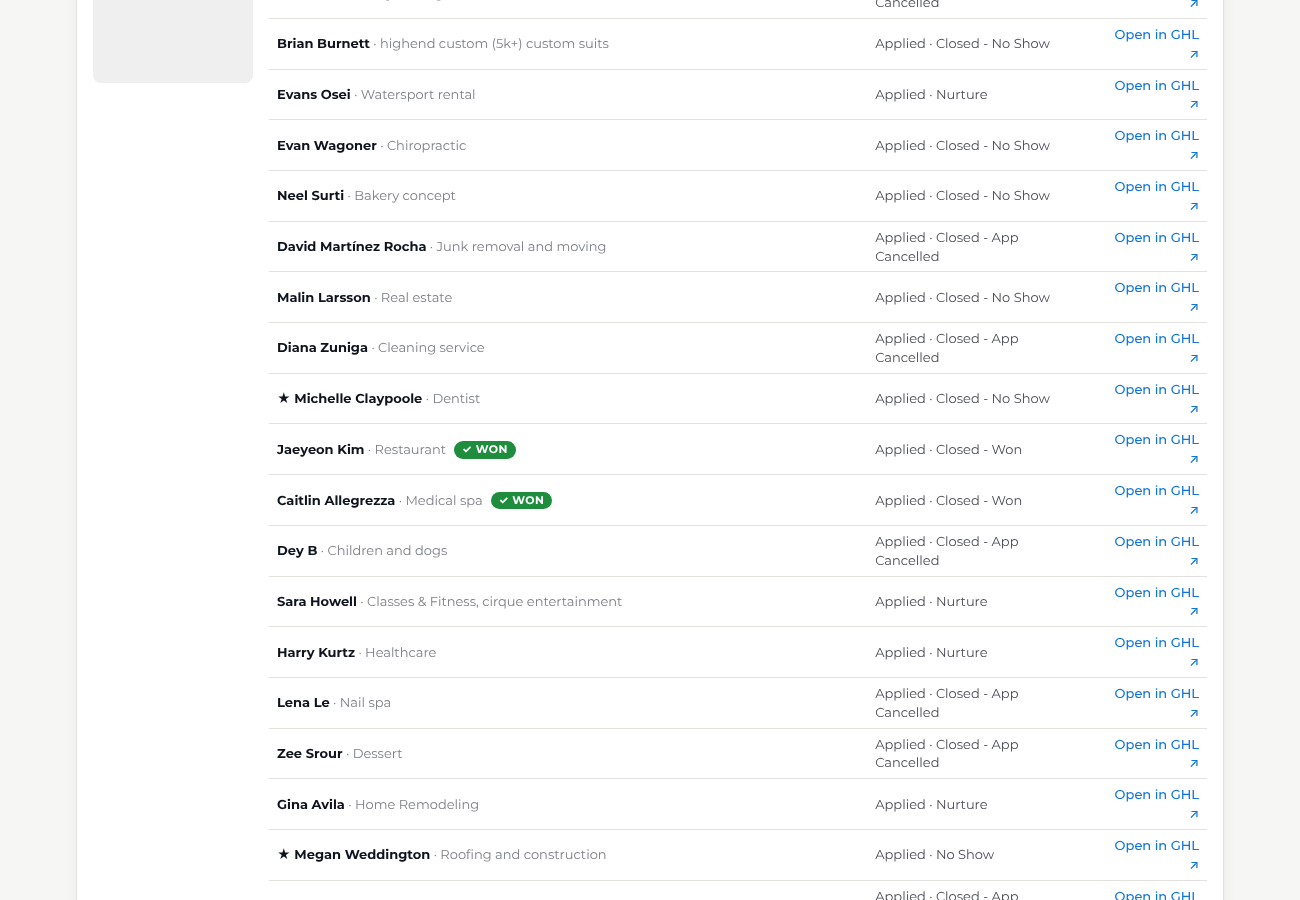 Cancelled
↗
Brian Burnett · highend custom (5k+) custom suits
Applied · Closed - No Show
Open in GHL
↗
Evans Osei · Watersport rental
Applied · Nurture
Open in GHL
↗
Evan Wagoner · Chiropractic
Applied · Closed - No Show
Open in GHL
↗
Neel Surti · Bakery concept
Applied · Closed - No Show
Open in GHL
↗
David Martínez Rocha · Junk removal and moving
Applied · Closed - App
Cancelled
Open in GHL
↗
Malin Larsson · Real estate
Applied · Closed - No Show
Open in GHL
↗
Diana Zuniga · Cleaning service
Applied · Closed - App
Cancelled
Open in GHL
↗
★ Michelle Claypoole · Dentist
Applied · Closed - No Show
Open in GHL
↗
Jaeyeon Kim · Restaurant ✓ WON
Applied · Closed - Won
Open in GHL
↗
Caitlin Allegrezza · Medical spa ✓ WON
Applied · Closed - Won
Open in GHL
↗
Dey B · Children and dogs
Applied · Closed - App
Cancelled
Open in GHL
↗
Sara Howell · Classes & Fitness, cirque entertainment
Applied · Nurture
Open in GHL
↗
Harry Kurtz · Healthcare
Applied · Nurture
Open in GHL
↗
Lena Le · Nail spa
Applied · Closed - App
Cancelled
Open in GHL
↗
Zee Srour · Dessert
Applied · Closed - App
Cancelled
Open in GHL
↗
Gina Avila · Home Remodeling
Applied · Nurture
Open in GHL
↗
★ Megan Weddington · Roofing and construction
Applied · No Show
Open in GHL
↗
Applied · Closed - App
Open in GHL